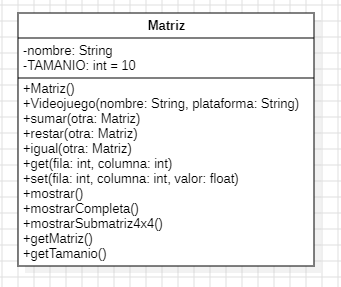 Matriz
-nombre: String
-TAMANIO: int = 10
+Matriz()
+Videojuego(nombre: String, plataforma: String)
+sumar(otra: Matriz)
+restar(otra: Matriz)
+igual(otra: Matriz)
+get(fila: int, columna: int)
+set(fila: int, columna: int, valor: float)
+mostrar()
+mostrarCompleta()
+mostrarSubmatriz4x4()
+getMatriz()
+getTamanio()